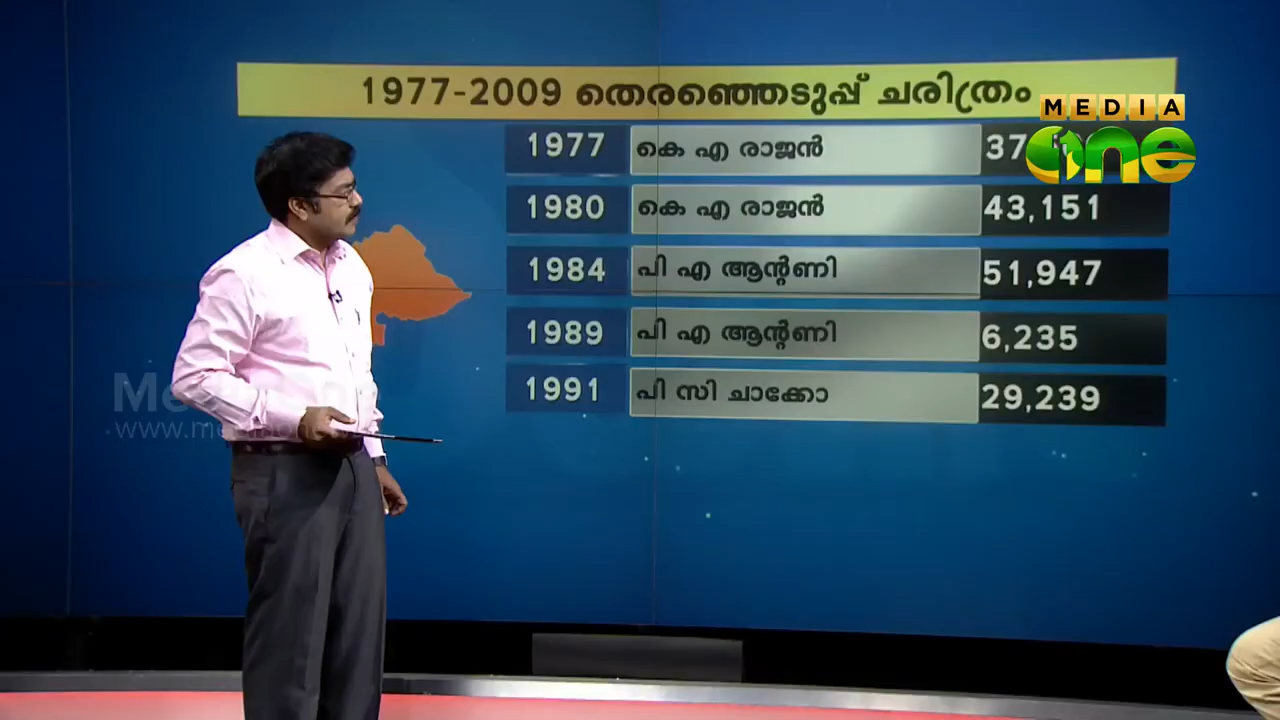 1977-2009 തെരഞ്ഞെടുപ്പ് ചരിത്രം
MEDIA
one
1977 കെ എ രാജൻ
1980 കെ എ രാജൻ 43,151
1984 പി എ ആന്റണി 51,947
1989 പി എ ആന്റണി 6,235
1991 പി സി ചാക്കോ 29,239